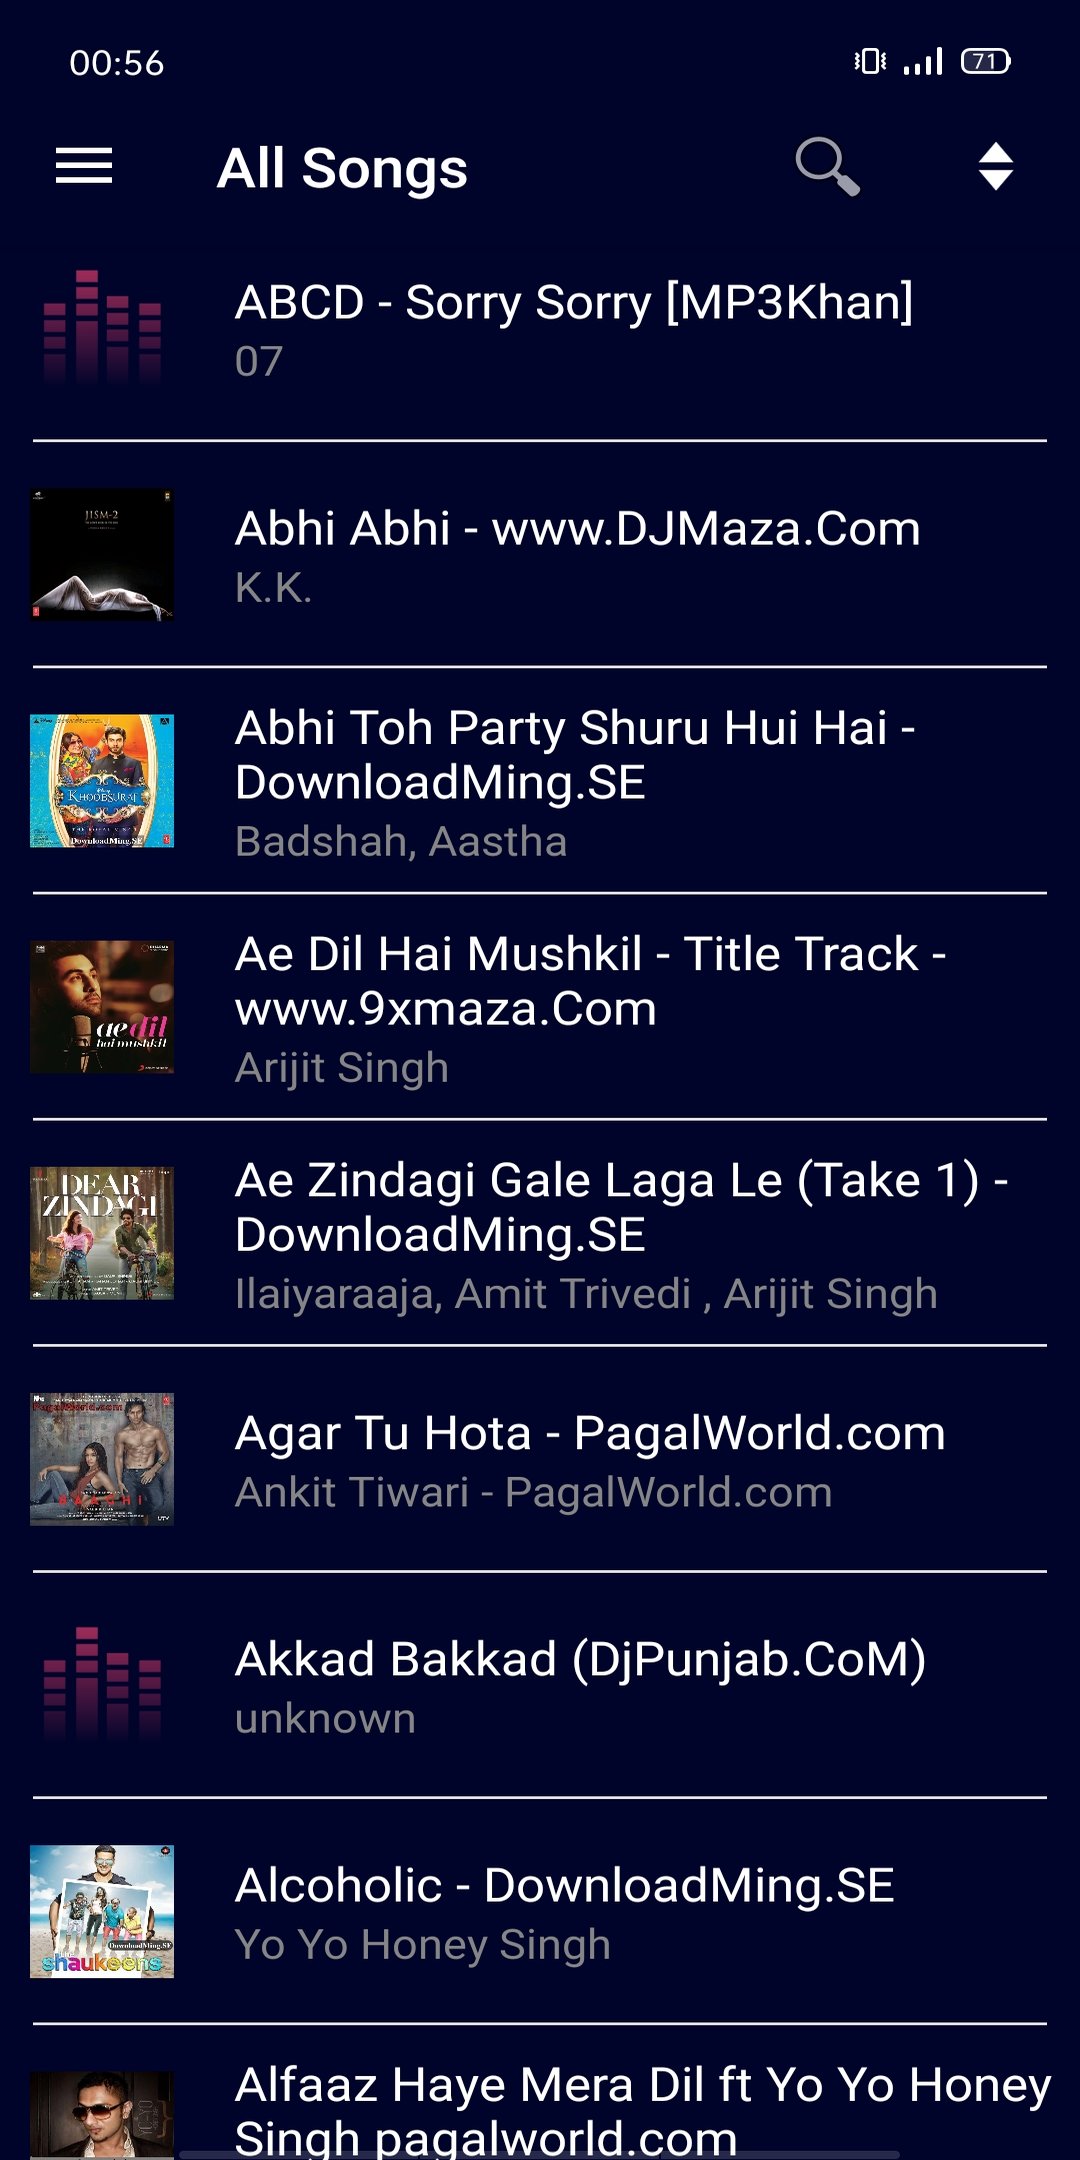 00:56
71
All Songs
ABCD - Sorry Sorry [MP3Khan]
07
JISM-2
Abhi Abhi - www.DJMaza.Com
K.K.
KHOOBSURAT
DownloadMing.SE
Abhi Toh Party Shuru Hui Hai -
DownloadMing.SE
Badshah, Aastha
ae dil
hai mushkil
Ae Dil Hai Mushkil - Title Track -
www.9xmaza.Com
Arijit Singh
DEAR
ZINDAGI
Ae Zindagi Gale Laga Le (Take 1) -
DownloadMing.SE
Ilaiyaraaja, Amit Trivedi , Arijit Singh
PagalWorld.com
BAAGHI
UTV
Agar Tu Hota - PagalWorld.com
Ankit Tiwari - PagalWorld.com
Akkad Bakkad (DjPunjab.CoM)
unknown
DownloadMing.SE
shaukeens
Alcoholic - DownloadMing.SE
Yo Yo Honey Singh
Alfaaz Haye Mera Dil ft Yo Yo Honey
Singh pagalworld.com